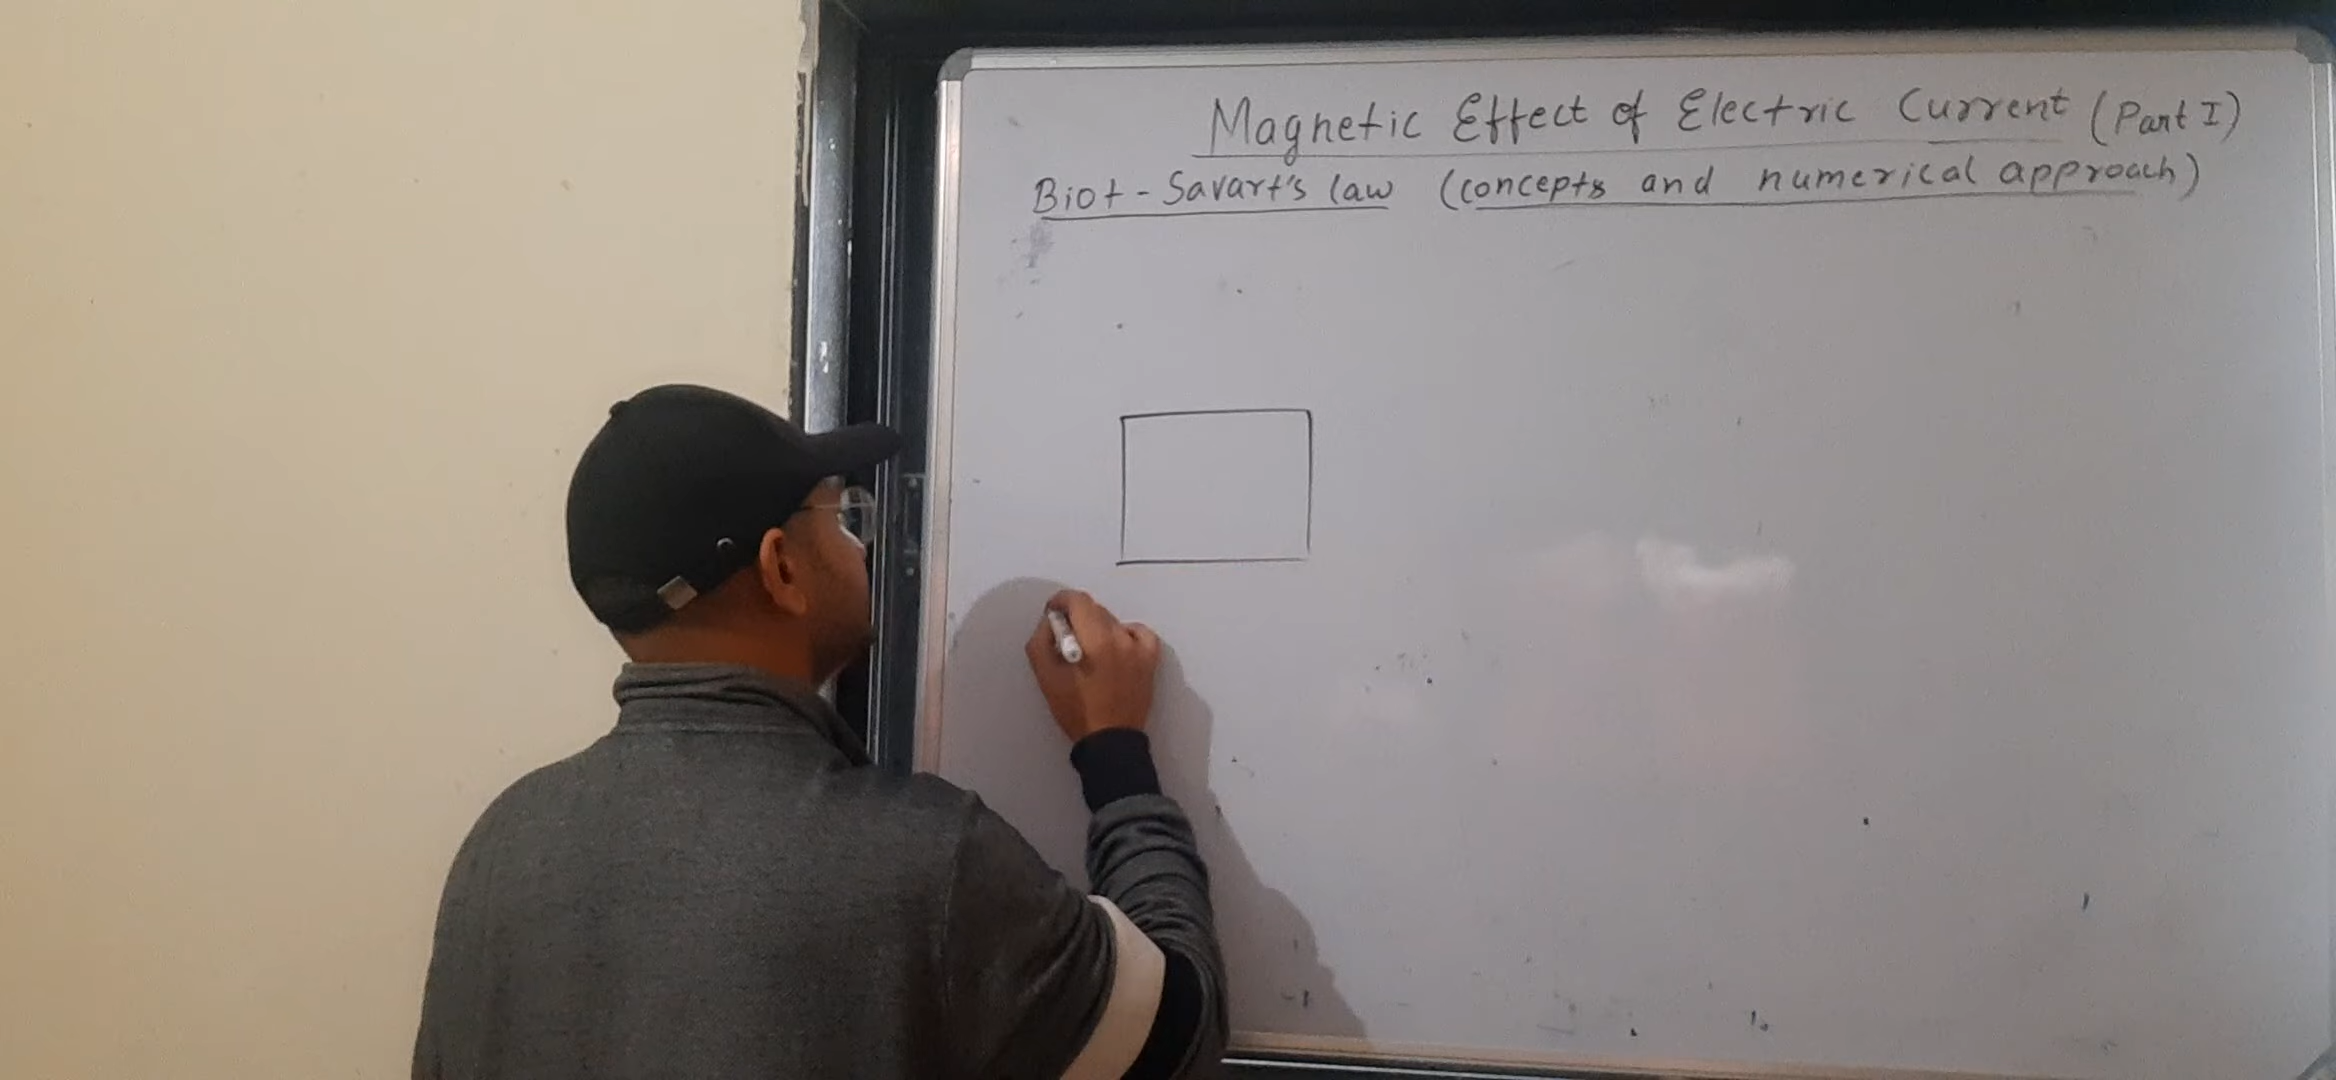 Magnetic Effect of Electric Current (Part I)
Biot-Savart's law (concepts and numerical approach)